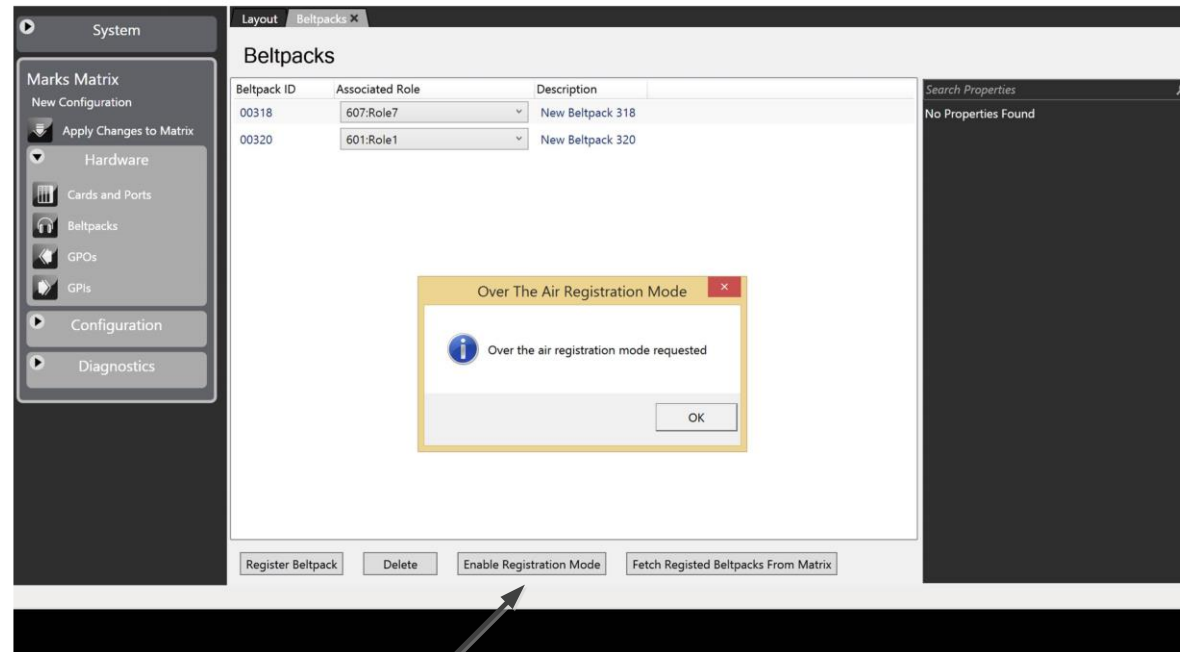 System
Marks Matrix
New Configuration
Apply Changes to Matrix
Hardware
Cards and Ports
Beltpacks
GPOs
GPIs
Configuration
Diagnostics
Layout Beltpacks X
Beltpacks
Beltpack ID Associated Role Description
00318 607:Role7 New Beltpack 318
00320 601:Role1 New Beltpack 320
Over The Air Registration Mode
Over the air registration mode requested
OK
Register Beltpack Delete Enable Registration Mode Fetch Registed Beltpacks From Matrix
Search Properties
No Properties Found